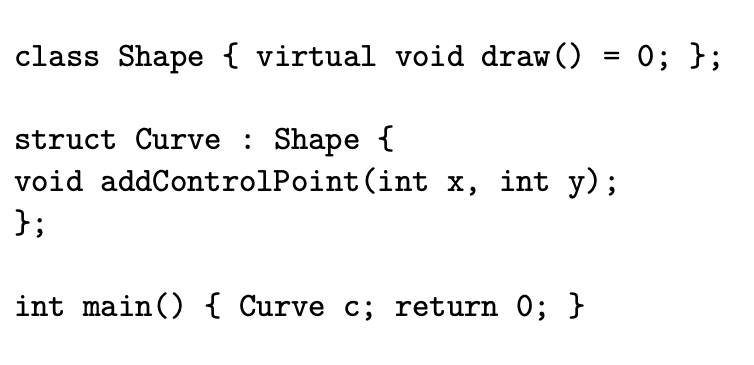 class Shape { virtual void draw() = 0; };
struct Curve : Shape {
void addControlPoint(int x, int y);
};
int main() { Curve c; return 0; }